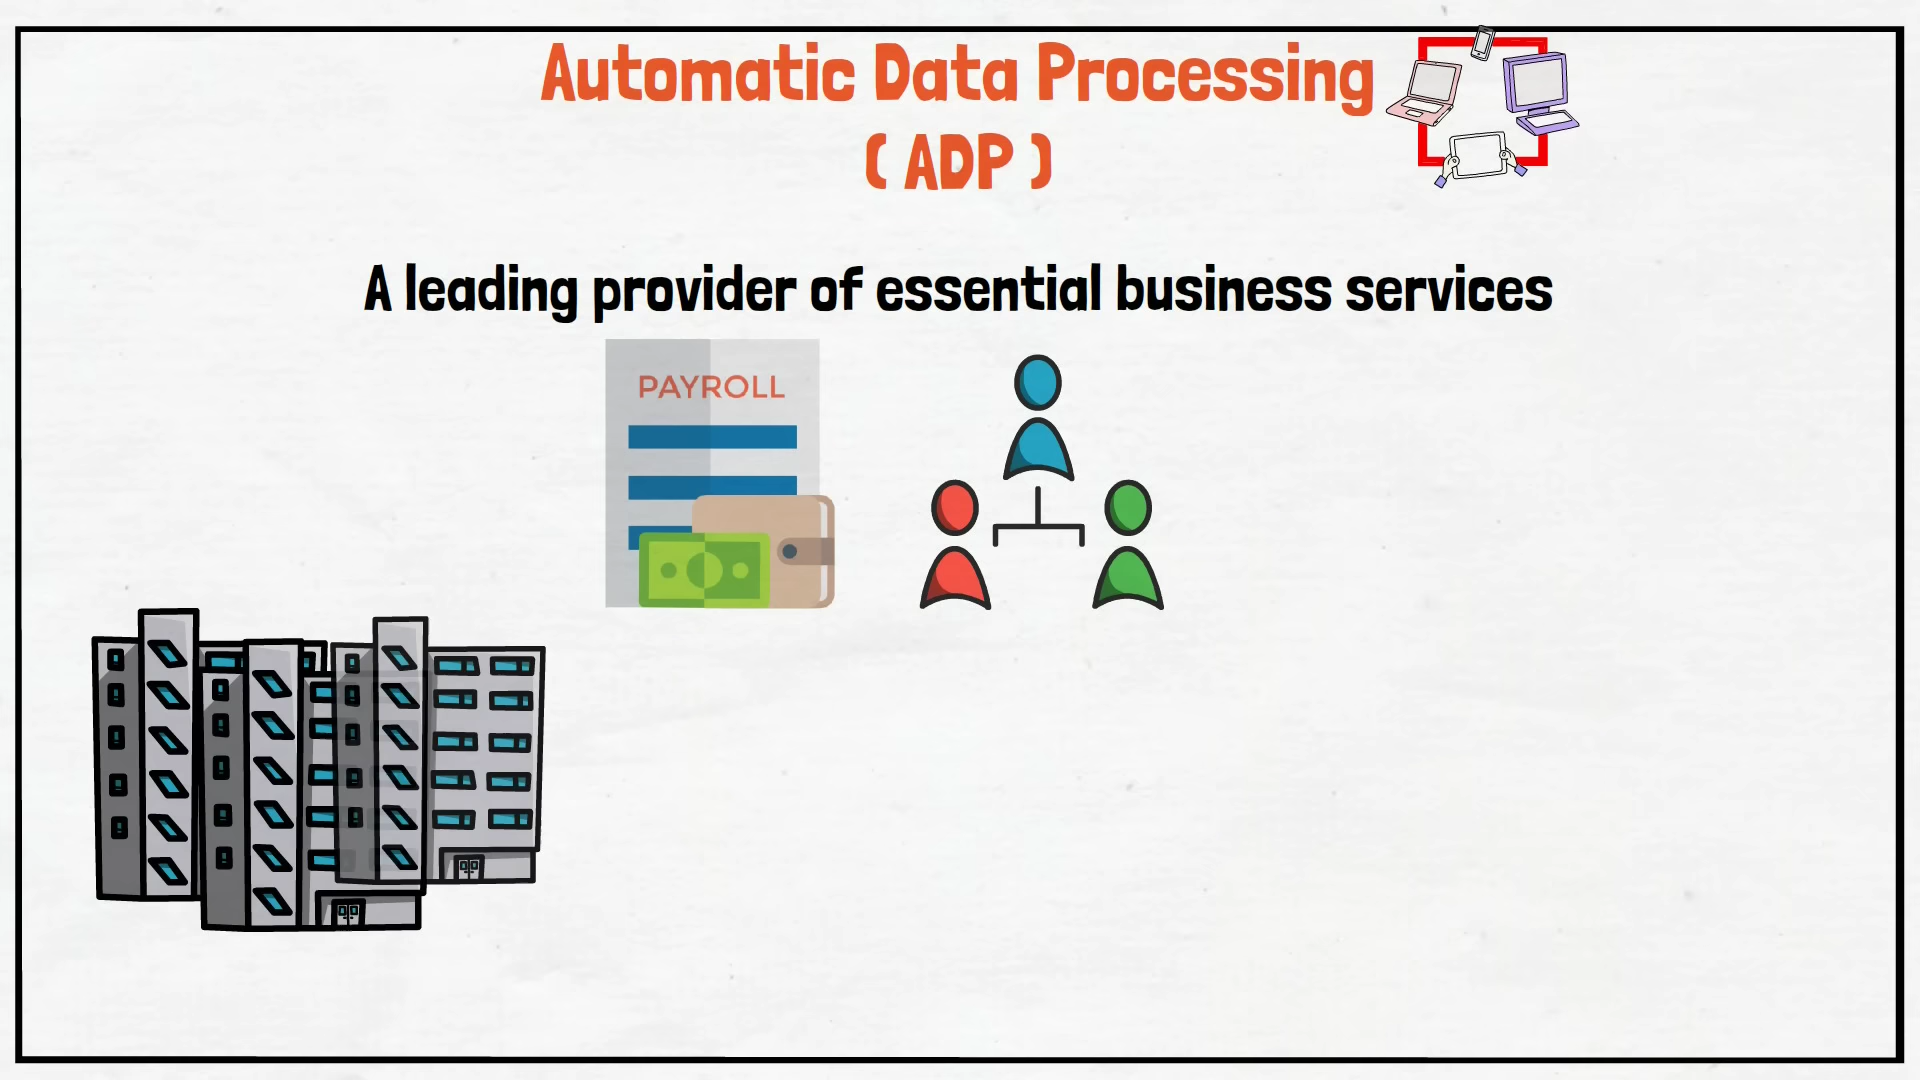 Automatic Data Processing
( ADP )
A leading provider of essential business services
PAYROLL